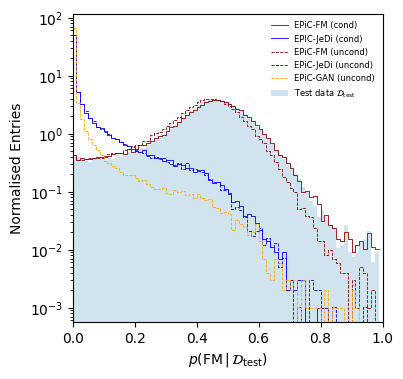 EPiC-FM (cond)
EPiC-JeDi (cond)
EPiC-FM (uncond)
EPiC-JeDi (uncond)
EPiC-GAN (uncond)
Test data 𝒟_test
Normalised Entries
10²
10¹
10⁰
10⁻¹
10⁻²
10⁻³
0.0 0.2 0.4 0.6 0.8 1.0
p(FM | 𝒟_test)